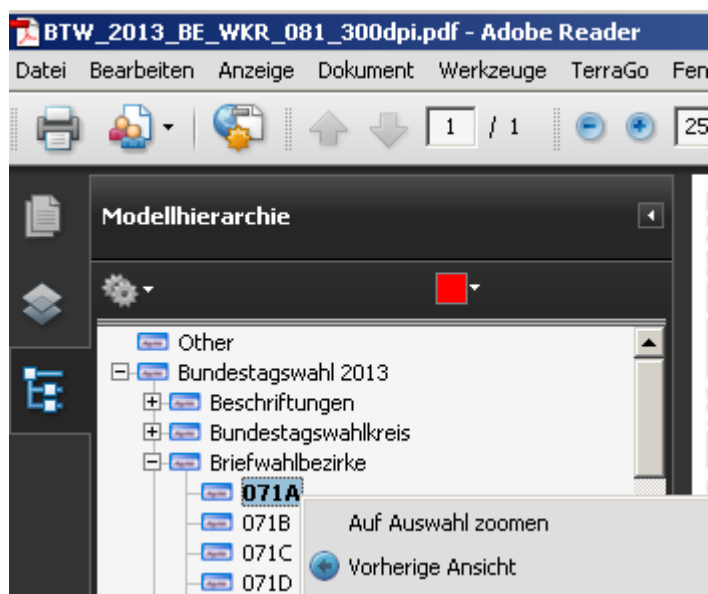 BTW_2013_BE_WKR_081_300dpi.pdf - Adobe Reader
Datei Bearbeiten Anzeige Dokument Werkzeuge TerraGo Fen
1 / 1 25
Modellhierarchie
Other
Bundestagswahl 2013
Beschriftungen
Bundestagswahlkreis
Briefwahlbezirke
071A
071B Auf Auswahl zoomen
071C Vorherige Ansicht
071D